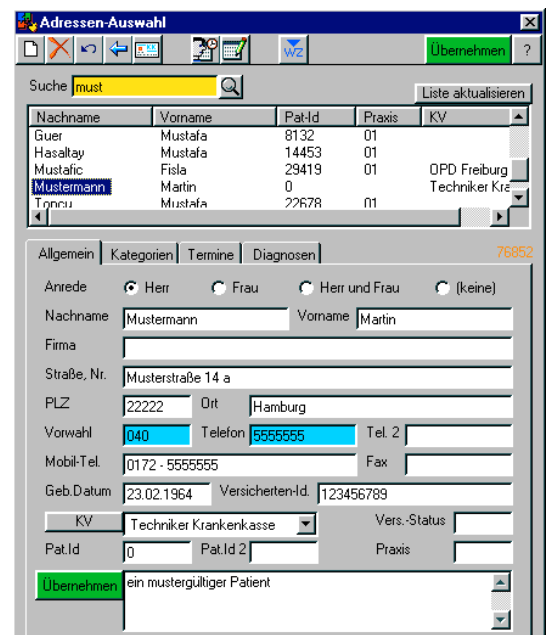 Adressen-Auswahl
WZ Übernehmen ?
Suche must Liste aktualisieren
Nachname Vorname Pat-Id Praxis KV
Guer Mustafa 8132 01
Hasaltay Mustafa 14453 01
Mustafic Fisla 29419 01 OPD Freiburg
Mustermann Martin 0 Techniker Kra
Toncu Mustafa 22678 01
Allgemein Kategorien Termine Diagnosen 76852
Anrede Herr Frau Herr und Frau (keine)
Nachname Mustermann Vorname Martin
Firma
Straße, Nr. Musterstraße 14 a
PLZ 22222 Ort Hamburg
Vorwahl 040 Telefon 5555555 Tel. 2
Mobil-Tel. 0172 - 5555555 Fax
Geb.Datum 23.02.1964 Versicherten-Id. 123456789
KV Techniker Krankenkasse Vers.-Status
Pat.Id 0 Pat.Id 2 Praxis
Übernehmen ein mustergültiger Patient